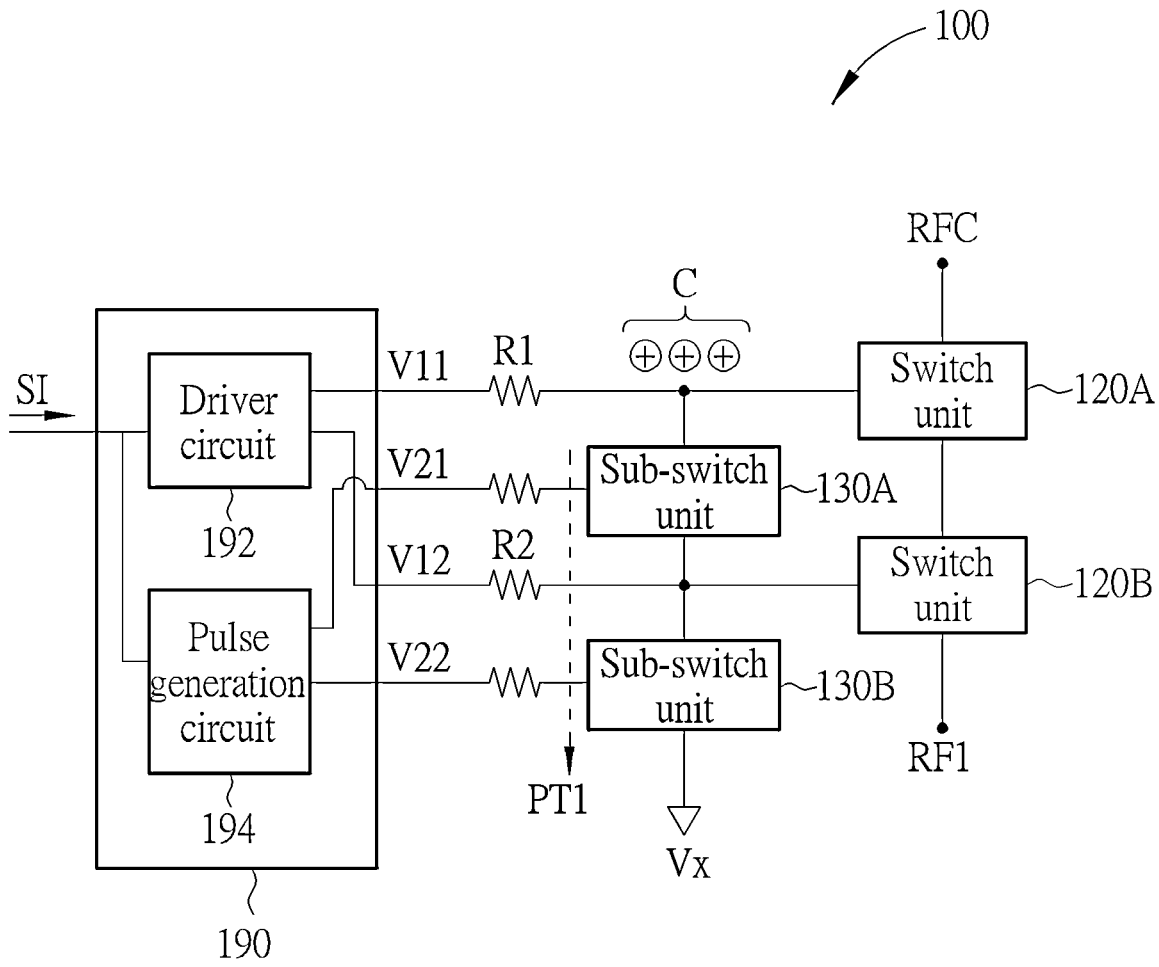 100
RFC
C
⊕ ⊕ ⊕
V11
R1
SI
Driver
circuit
Switch
unit
120A
192
V21
Sub-switch
unit
130A
V12
R2
Switch
unit
120B
Pulse
generation
circuit
V22
Sub-switch
unit
130B
194
PT1
RF1
Vx
190